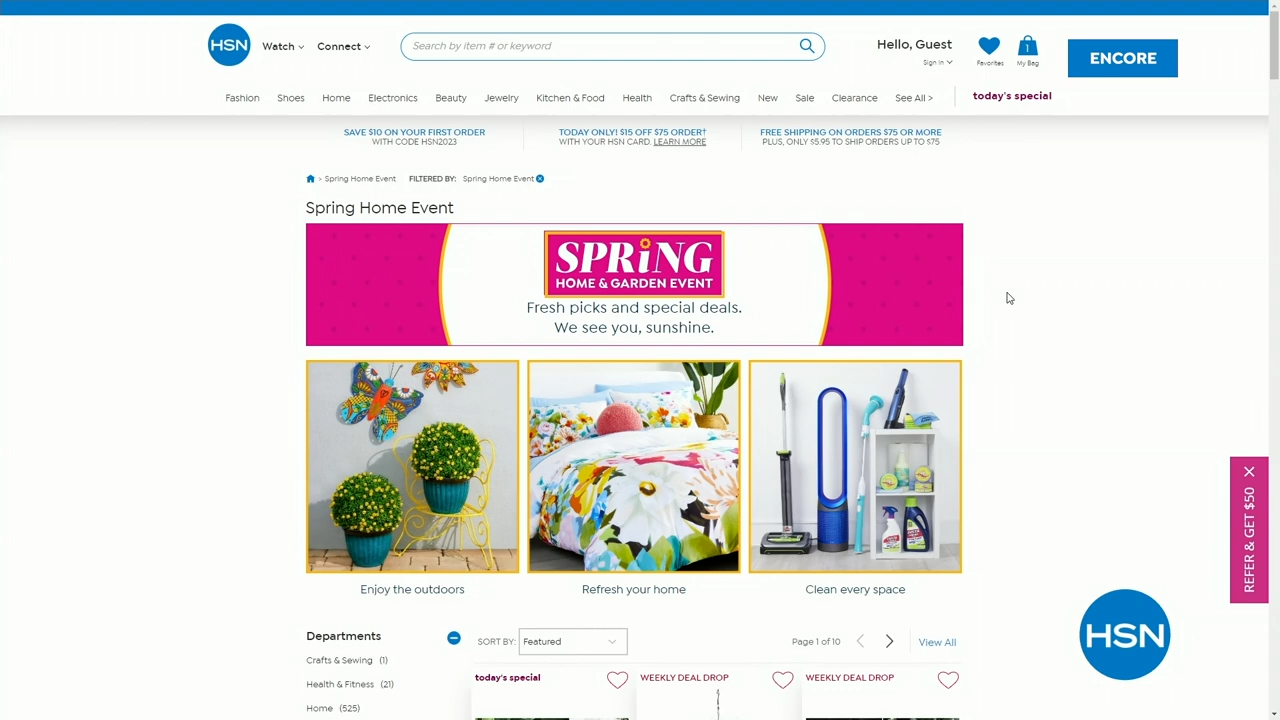 HSN
Watch
Connect
Search by item # or keyword
Hello, Guest
Sign In
Favorites
1
My Bag
ENCORE
Fashion
Shoes
Home
Electronics
Beauty
Jewelry
Kitchen & Food
Health
Crafts & Sewing
New
Sale
Clearance
See All >
today's special
SAVE $10 ON YOUR FIRST ORDER
WITH CODE HSN2023
TODAY ONLY! $15 OFF $75 ORDER†
WITH YOUR HSN CARD. LEARN MORE
FREE SHIPPING ON ORDERS $75 OR MORE
PLUS, ONLY $5.95 TO SHIP ORDERS UP TO $75
> Spring Home Event
FILTERED BY: Spring Home Event
Spring Home Event
SPRiNG
HOME & GARDEN EVENT
Fresh picks and special deals.
We see you, sunshine.
Enjoy the outdoors
Refresh your home
Clean every space
REFER & GET $50
HSN
Departments
Crafts & Sewing (1)
Health & Fitness (21)
Home (525)
SORT BY: Featured
Page 1 of 10
View All
today's special
WEEKLY DEAL DROP
WEEKLY DEAL DROP